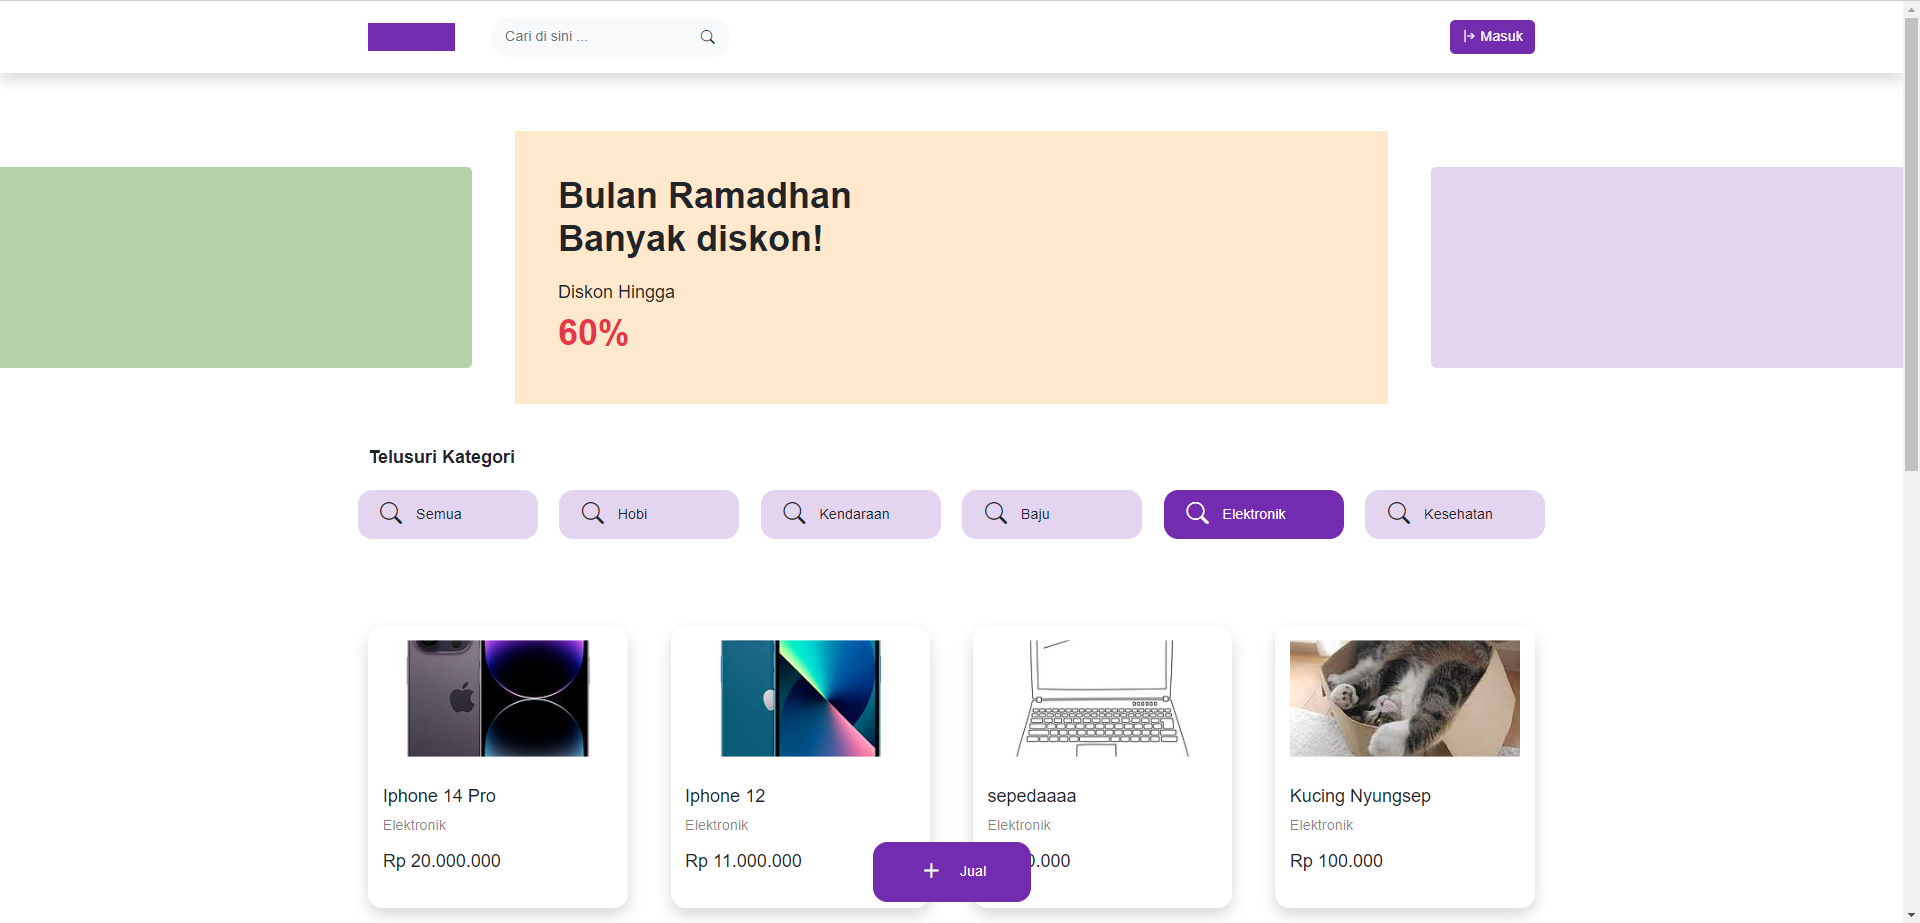 Cari di sini ...
Masuk
Bulan Ramadhan
Banyak diskon!
Diskon Hingga
60%
Telusuri Kategori
Semua
Hobi
Kendaraan
Baju
Elektronik
Kesehatan
Iphone 14 Pro
Elektronik
Rp 20.000.000
Iphone 12
Elektronik
Rp 11.000.000
sepedaaaa
Elektronik
Kucing Nyungsep
Elektronik
Rp 100.000
Jual